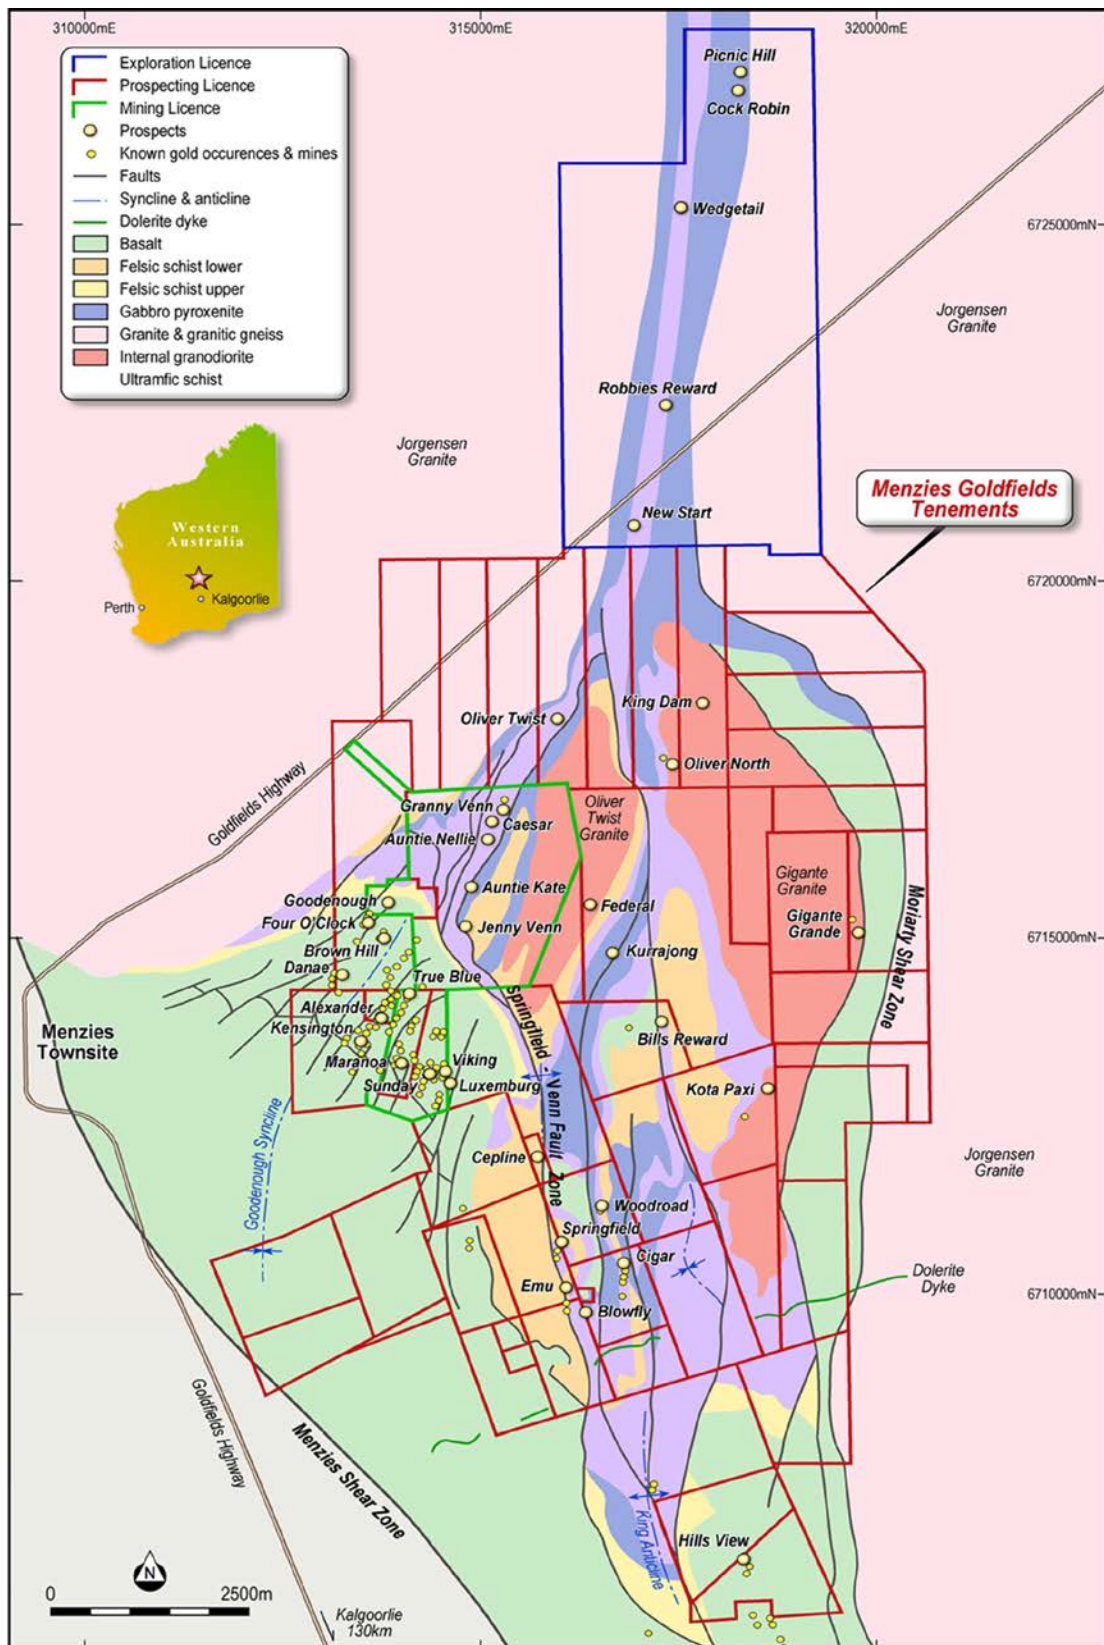 310000mE
315000mE
320000mE
Exploration Licence
Prospecting Licence
Mining Licence
Prospects
Known gold occurences & mines
Faults
Syncline & anticline
Dolerite dyke
Basalt
Felsic schist lower
Felsic schist upper
Gabbro pyroxenite
Granite & granitic gneiss
Internal granodiorite
Ultramfic schist
Picnic Hill
Cock Robin
Wedgetail
6725000mN
Jorgensen
Granite
Robbies Reward
Jorgensen
Granite
Western
Australia
Perth
Kalgoorlie
Menzies Goldfields
Tenements
New Start
6720000mN
King Dam
Oliver Twist
Oliver North
Goldfields Highway
Granny Venn
Caesar
Auntie Nellie
Oliver
Twist
Granite
Auntie Kate
Gigante
Granite
Goodenough
Federal
Four O'Clock
Jenny Venn
Gigante
Grande
Brown Hill
Kurrajong
6715000mN
Moriarty Shear Zone
Danae
True Blue
Alexander
Kensington
Menzies
Townsite
Bills Reward
Maranoa
Viking
Sunday
Luxemburg
Springfield - Venn Fault Zone
Kota Paxi
Cepline
Goodenough Syncline
Jorgensen
Granite
Woodroad
Springfield
Cigar
Emu
Dolerite
Dyke
6710000mN
Blowfly
Goldfields Highway
Menzies Shear Zone
King Anticline
Hills View
N
0
2500m
Kalgoorlie
130km